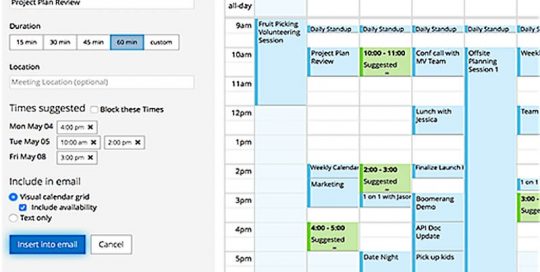 Project Plan Review
Duration
15 min 30 min 45 min 60 min custom
Location
Meeting Location (optional)
Times suggested Block these Times
Mon May 04 4:00 pm ×
Tue May 05 10:00 am × 2:00 pm ×
Fri May 08 3:00 pm ×
Include in email
Visual calendar grid
Include availability
Text only
Insert into email Cancel
all-day
9am
10am
11am
12pm
1pm
2pm
3pm
4pm
5pm
Fruit Picking
Volunteering
Session
Daily Standup
Project Plan
Review
Weekly Calendar
Marketing
4:00 - 5:00
Suggested
Daily Standup
10:00 - 11:00
Suggested
2:00 - 3:00
Suggested
1 on 1 with Jason
Date Night
Daily Standup
Conf call with
MV Team
Lunch with
Jessica
Finalize Launch
Boomerang
Demo
API Doc
Update
Pick up kids
Offsite
Planning
Session 1
Daily
Team
1 on 1
3:00